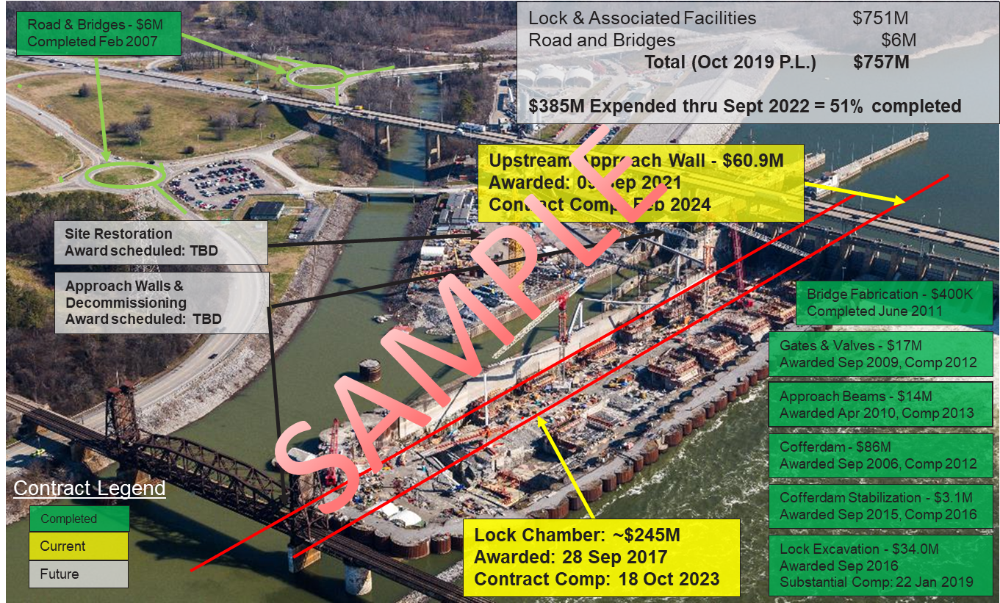 Road & Bridges - $6M
Completed Feb 2007
Lock & Associated Facilities $751M
Road and Bridges $6M
Total (Oct 2019 P.L.) $757M
$385M Expended thru Sept 2022 = 51% completed
Upstream Approach Wall - $60.9M
Awarded: 09 Sep 2021
Contract Comp: Feb 2024
Site Restoration
Award scheduled: TBD
Approach Walls &
Decommissioning
Award scheduled: TBD
SAMPLE
Bridge Fabrication - $400K
Completed June 2011
Gates & Valves - $17M
Awarded Sep 2009, Comp 2012
Approach Beams - $14M
Awarded Apr 2010, Comp 2013
Cofferdam - $86M
Awarded Sep 2006, Comp 2012
Cofferdam Stabilization - $3.1M
Awarded Sep 2015, Comp 2016
Lock Excavation - $34.0M
Awarded Sep 2016
Substantial Comp: 22 Jan 2019
Lock Chamber: ~$245M
Awarded: 28 Sep 2017
Contract Comp: 18 Oct 2023
Contract Legend
Completed
Current
Future